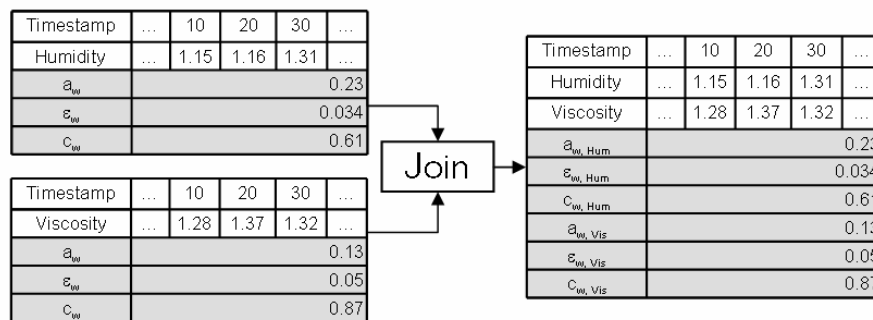 Timestamp ... 10 20 30 ...
Humidity ... 1.15 1.16 1.31 ...
a_w 0.23
ε_w 0.034
c_w 0.61
Timestamp ... 10 20 30 ...
Viscosity ... 1.28 1.37 1.32 ...
a_w 0.13
ε_w 0.05
c_w 0.87
Join
Timestamp ... 10 20 30 ...
Humidity ... 1.15 1.16 1.31 ...
Viscosity ... 1.28 1.37 1.32 ...
a_w, Hum 0.23
ε_w, Hum 0.034
c_w, Hum 0.61
a_w, Vis 0.13
ε_w, Vis 0.05
c_w, Vis 0.87